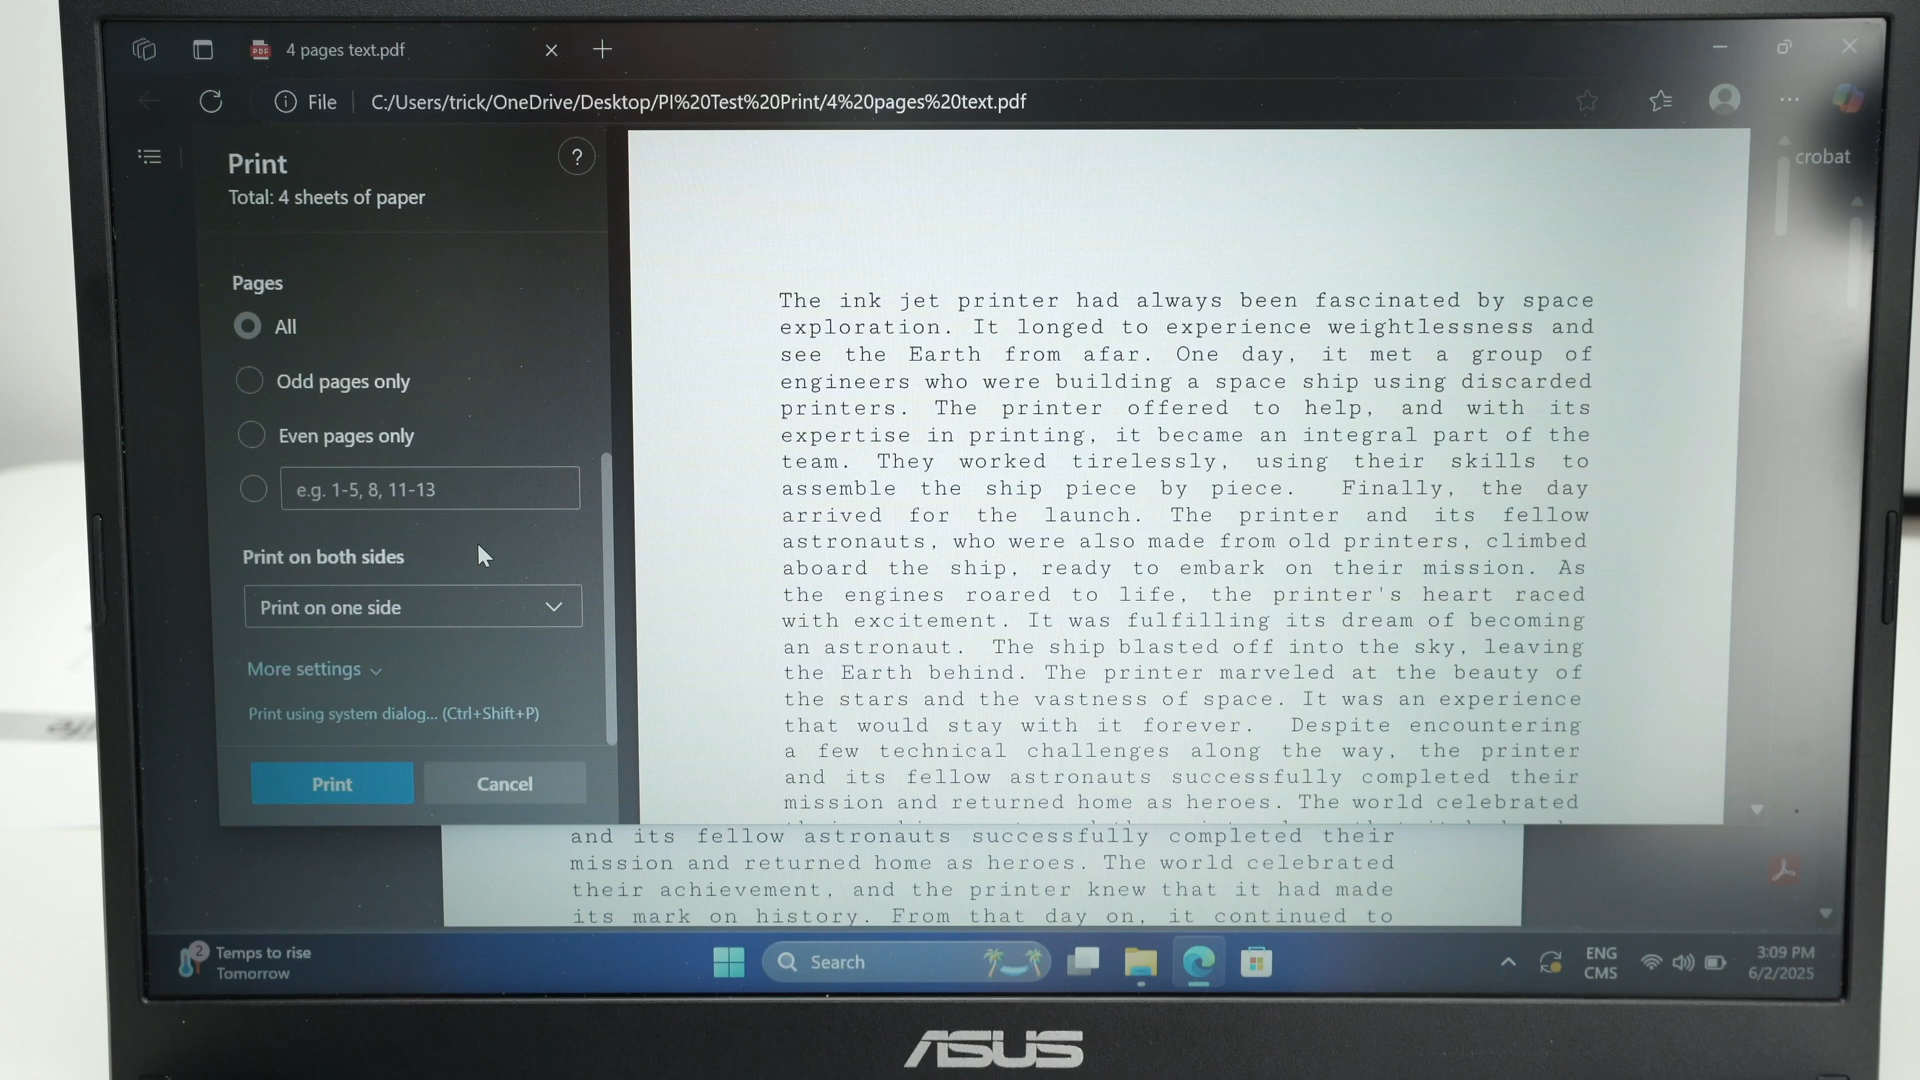 4 pages text.pdf
File
C:/Users/trick/OneDrive/Desktop/PI%20Test%20Print/4%20pages%20text.pdf
crobat
Print
?
Total: 4 sheets of paper
Pages
All
Odd pages only
Even pages only
e.g. 1-5, 8, 11-13
Print on both sides
Print on one side
More settings
Print using system dialog... (Ctrl+Shift+P)
Print
Cancel
The ink jet printer had always been fascinated by space
exploration. It longed to experience weightlessness and
see the Earth from afar. One day, it met a group of
engineers who were building a space ship using discarded
printers. The printer offered to help, and with its
expertise in printing, it became an integral part of the
team. They worked tirelessly, using their skills to
assemble the ship piece by piece. Finally, the day
arrived for the launch. The printer and its fellow
astronauts, who were also made from old printers, climbed
aboard the ship, ready to embark on their mission. As
the engines roared to life, the printer's heart raced
with excitement. It was fulfilling its dream of becoming
an astronaut. The ship blasted off into the sky, leaving
the Earth behind. The printer marveled at the beauty of
the stars and the vastness of space. It was an experience
that would stay with it forever. Despite encountering
a few technical challenges along the way, the printer
and its fellow astronauts successfully completed their
mission and returned home as heroes. The world celebrated
and its fellow astronauts successfully completed their
mission and returned home as heroes. The world celebrated
their achievement, and the printer knew that it had made
its mark on history. From that day on, it continued to
2
Temps to rise
Tomorrow
Search
ENG
CMS
3:09 PM
6/2/2025
ASUS